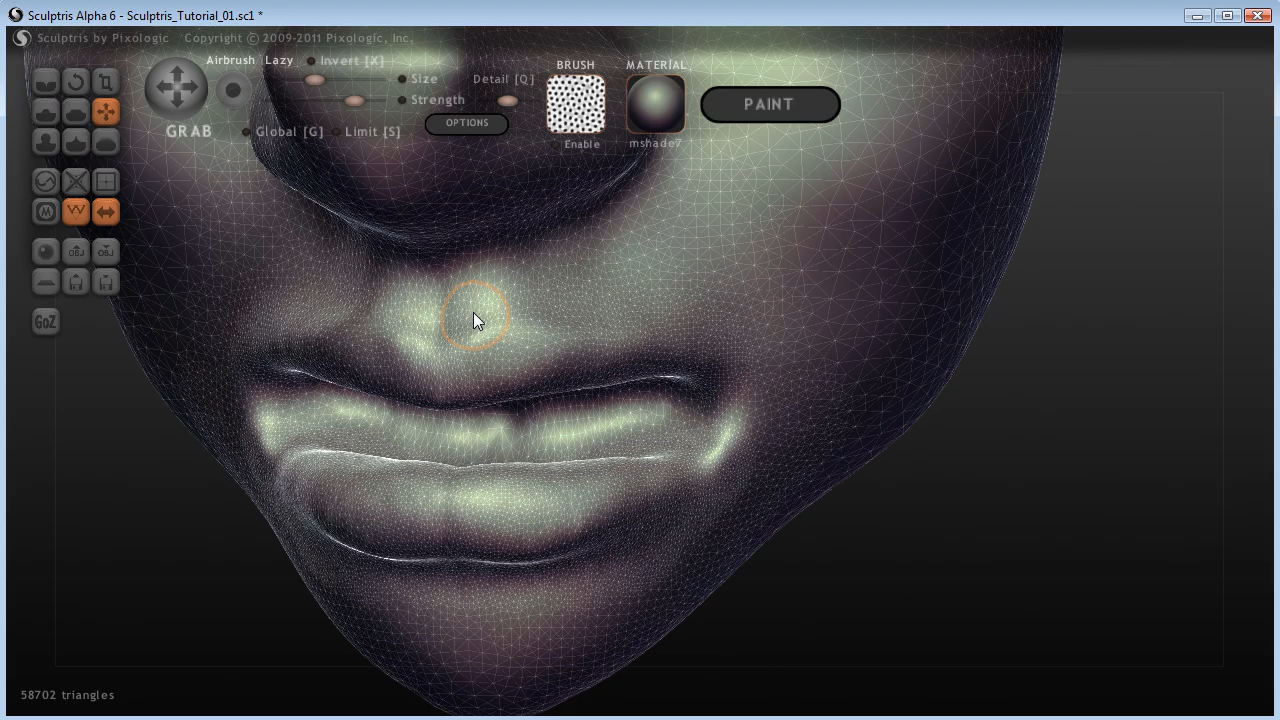 Sculptris Alpha 6 - Sculptris_Tutorial_01.sc1 *
Sculptris by Pixologic Copyright © 2009-2011 Pixologic, Inc.
Airbrush Lazy Invert [X]
Size Detail [Q]
Strength
GRAB Global [G] Limit [S]
OPTIONS
BRUSH MATERIAL
Enable mshade7
PAINT
OBJ OBJ
GoZ
58702 triangles